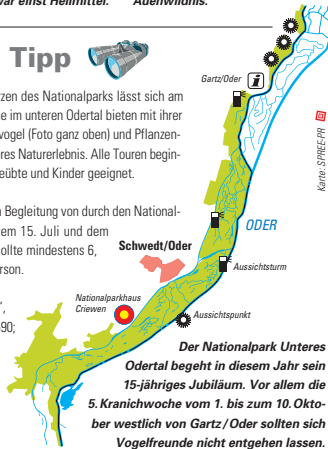 war einst Heilmittel.
Auenwildnis.
Tipp
rzen des Nationalparks lässt sich am
e im unteren Odertal bieten mit ihrer
vogel (Foto ganz oben) und Pflanzen-
res Naturerlebnis. Alle Touren begin-
eübte und Kinder geeignet.
n Begleitung von durch den National-
em 15. Juli und dem
ollte mindestens 6,
erson.
“,
90;
Gartz/Oder
i
Karte: SPREE-PR
ODER
Schwedt/Oder
Aussichtsturm
Nationalparkhaus
Criewen
Aussichtspunkt
Der Nationalpark Unteres
Odertal begeht in diesem Jahr sein
15-jähriges Jubiläum. Vor allem die
5. Kranichwoche vom 1. bis zum 10. Okto-
ber westlich von Gartz/Oder sollten sich
Vogelfreunde nicht entgehen lassen.